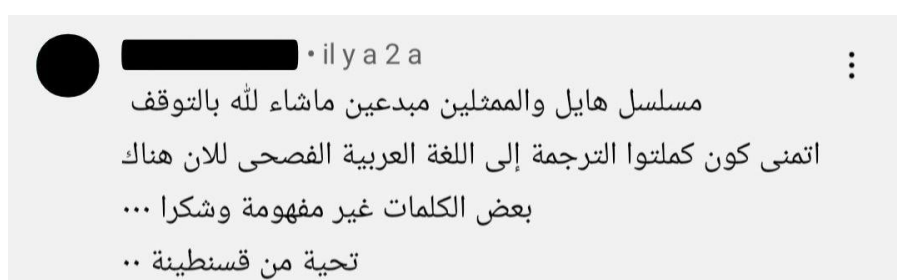 • il y a 2 a
مسلسل هايل والممثلين مبدعين ماشاء لله بالتوقف
اتمنى كون كملتوا الترجمة إلى اللغة العربية الفصحى للان هناك
بعض الكلمات غير مفهومة وشكرا ...
تحية من قسنطينة ..